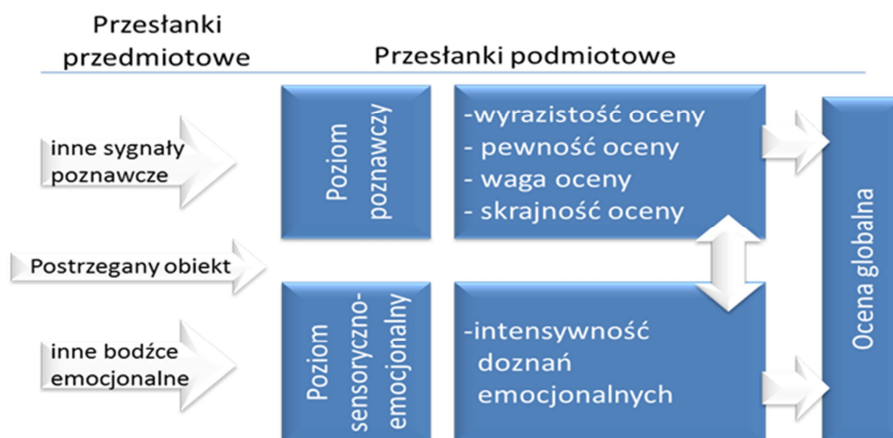 Przesłanki
przedmiotowe
Przesłanki podmiotowe
inne sygnały
poznawcze
Poziom
poznawczy
-wyrazistość oceny
- pewność oceny
- waga oceny
- skrajność oceny
Postrzegany obiekt
inne bodźce
emocjonalne
Poziom
sensoryczno-
emocjonalny
-intensywność
doznań
emocjonalnych
Ocena globalna